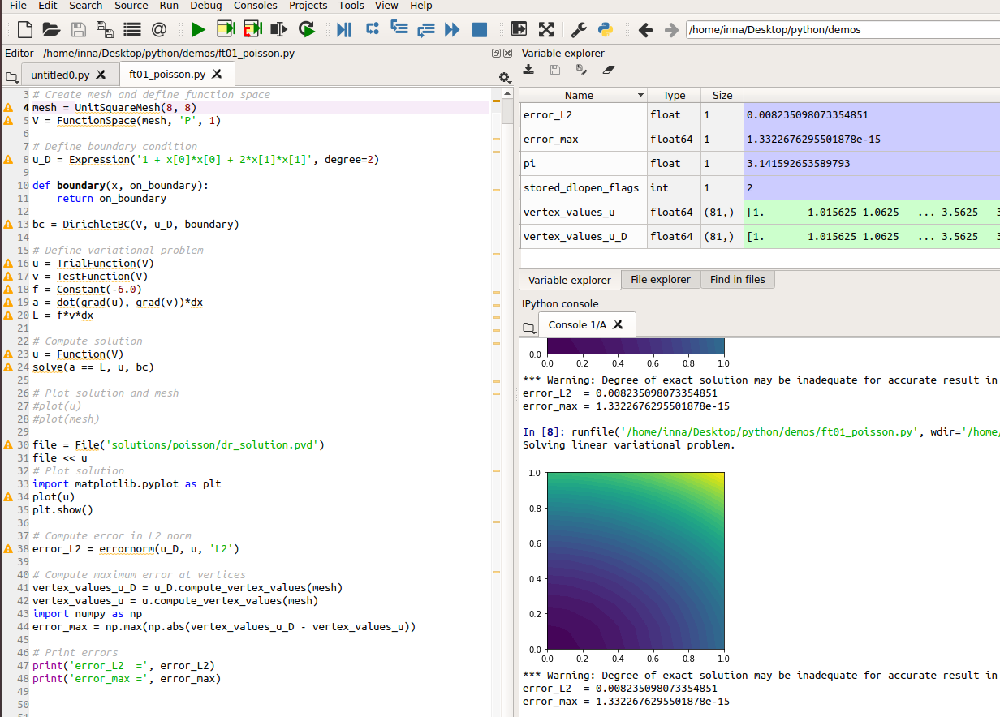 File Edit Search Source Run Debug Consoles Projects Tools View Help
/home/inna/Desktop/python/demos
Editor - /home/inna/Desktop/python/demos/ft01_poisson.py
untitled0.py
ft01_poisson.py
3 # Create mesh and define function space
4 mesh = UnitSquareMesh(8, 8)
5 V = FunctionSpace(mesh, 'P', 1)
6
7 # Define boundary condition
8 u_D = Expression('1 + x[0]*x[0] + 2*x[1]*x[1]', degree=2)
9
10 def boundary(x, on_boundary):
11     return on_boundary
12
13 bc = DirichletBC(V, u_D, boundary)
14
15 # Define variational problem
16 u = TrialFunction(V)
17 v = TestFunction(V)
18 f = Constant(-6.0)
19 a = dot(grad(u), grad(v))*dx
20 L = f*v*dx
21
22 # Compute solution
23 u = Function(V)
24 solve(a == L, u, bc)
25
26 # Plot solution and mesh
27 #plot(u)
28 #plot(mesh)
29
30 file = File('solutions/poisson/dr_solution.pvd')
31 file << u
32 # Plot solution
33 import matplotlib.pyplot as plt
34 plot(u)
35 plt.show()
36
37 # Compute error in L2 norm
38 error_L2 = errornorm(u_D, u, 'L2')
39
40 # Compute maximum error at vertices
41 vertex_values_u_D = u_D.compute_vertex_values(mesh)
42 vertex_values_u = u.compute_vertex_values(mesh)
43 import numpy as np
44 error_max = np.max(np.abs(vertex_values_u_D - vertex_values_u))
45
46 # Print errors
47 print('error_L2  =', error_L2)
48 print('error_max =', error_max)
49
50
Variable explorer
Name Type Size
error_L2 float 1 0.008235098073354851
error_max float64 1 1.3322676295501878e-15
pi float 1 3.141592653589793
stored_dlopen_flags int 1 2
vertex_values_u float64 (81,) [1. 1.015625 1.0625 ... 3.5625
vertex_values_u_D float64 (81,) [1. 1.015625 1.0625 ... 3.5625
Variable explorer File explorer Find in files
IPython console
Console 1/A
0.0
0.0 0.2 0.4 0.6 0.8 1.0
*** Warning: Degree of exact solution may be inadequate for accurate result in
error_L2  = 0.008235098073354851
error_max = 1.3322676295501878e-15
In [8]: runfile('/home/inna/Desktop/python/demos/ft01_poisson.py', wdir='/home/
Solving linear variational problem.
1.0
0.8
0.6
0.4
0.2
0.0
0.0 0.2 0.4 0.6 0.8 1.0
*** Warning: Degree of exact solution may be inadequate for accurate result in
error_L2  = 0.008235098073354851
error_max = 1.3322676295501878e-15